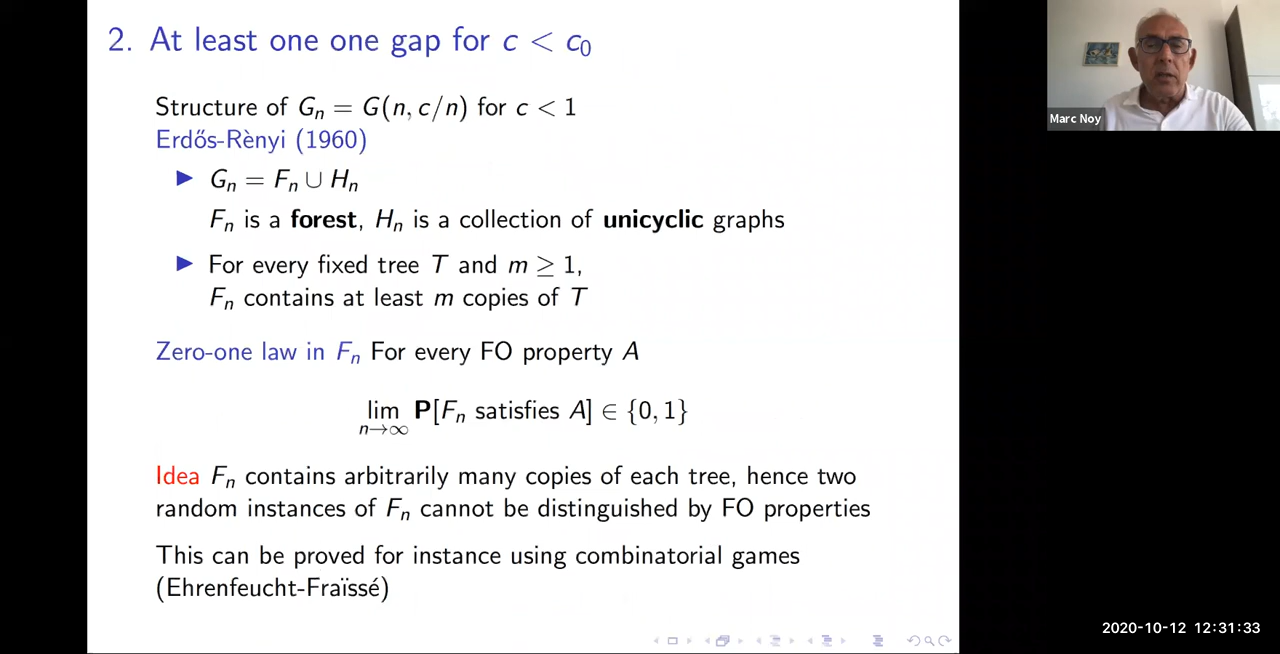 2. At least one one gap for c < c₀
Structure of Gₙ = G(n, c/n) for c < 1
Erdős-Rènyi (1960)
▶ Gₙ = Fₙ ∪ Hₙ
Fₙ is a forest, Hₙ is a collection of unicyclic graphs
▶ For every fixed tree T and m ≥ 1,
Fₙ contains at least m copies of T
Zero-one law in Fₙ For every FO property A
lim P[Fₙ satisfies A] ∈ {0, 1}
n→∞
Idea Fₙ contains arbitrarily many copies of each tree, hence two
random instances of Fₙ cannot be distinguished by FO properties
This can be proved for instance using combinatorial games
(Ehrenfeucht-Fraïssé)
Marc Noy
2020-10-12 12:31:33